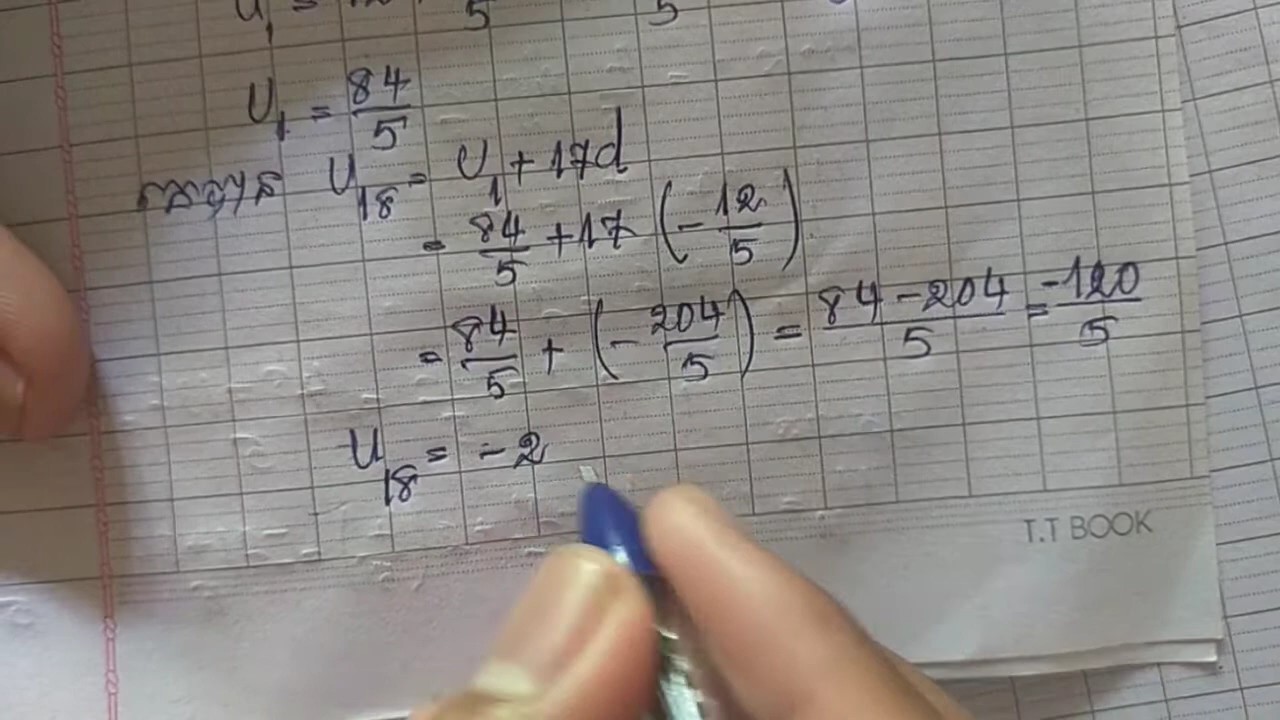 U₁ = 84/5
U₁₈ = U₁ + 17d
= 84/5 + 17 (-12/5)
= 84/5 + (-204/5) = 84-204/5 = -120/5
U₁₈ = -2
T.T BOOK